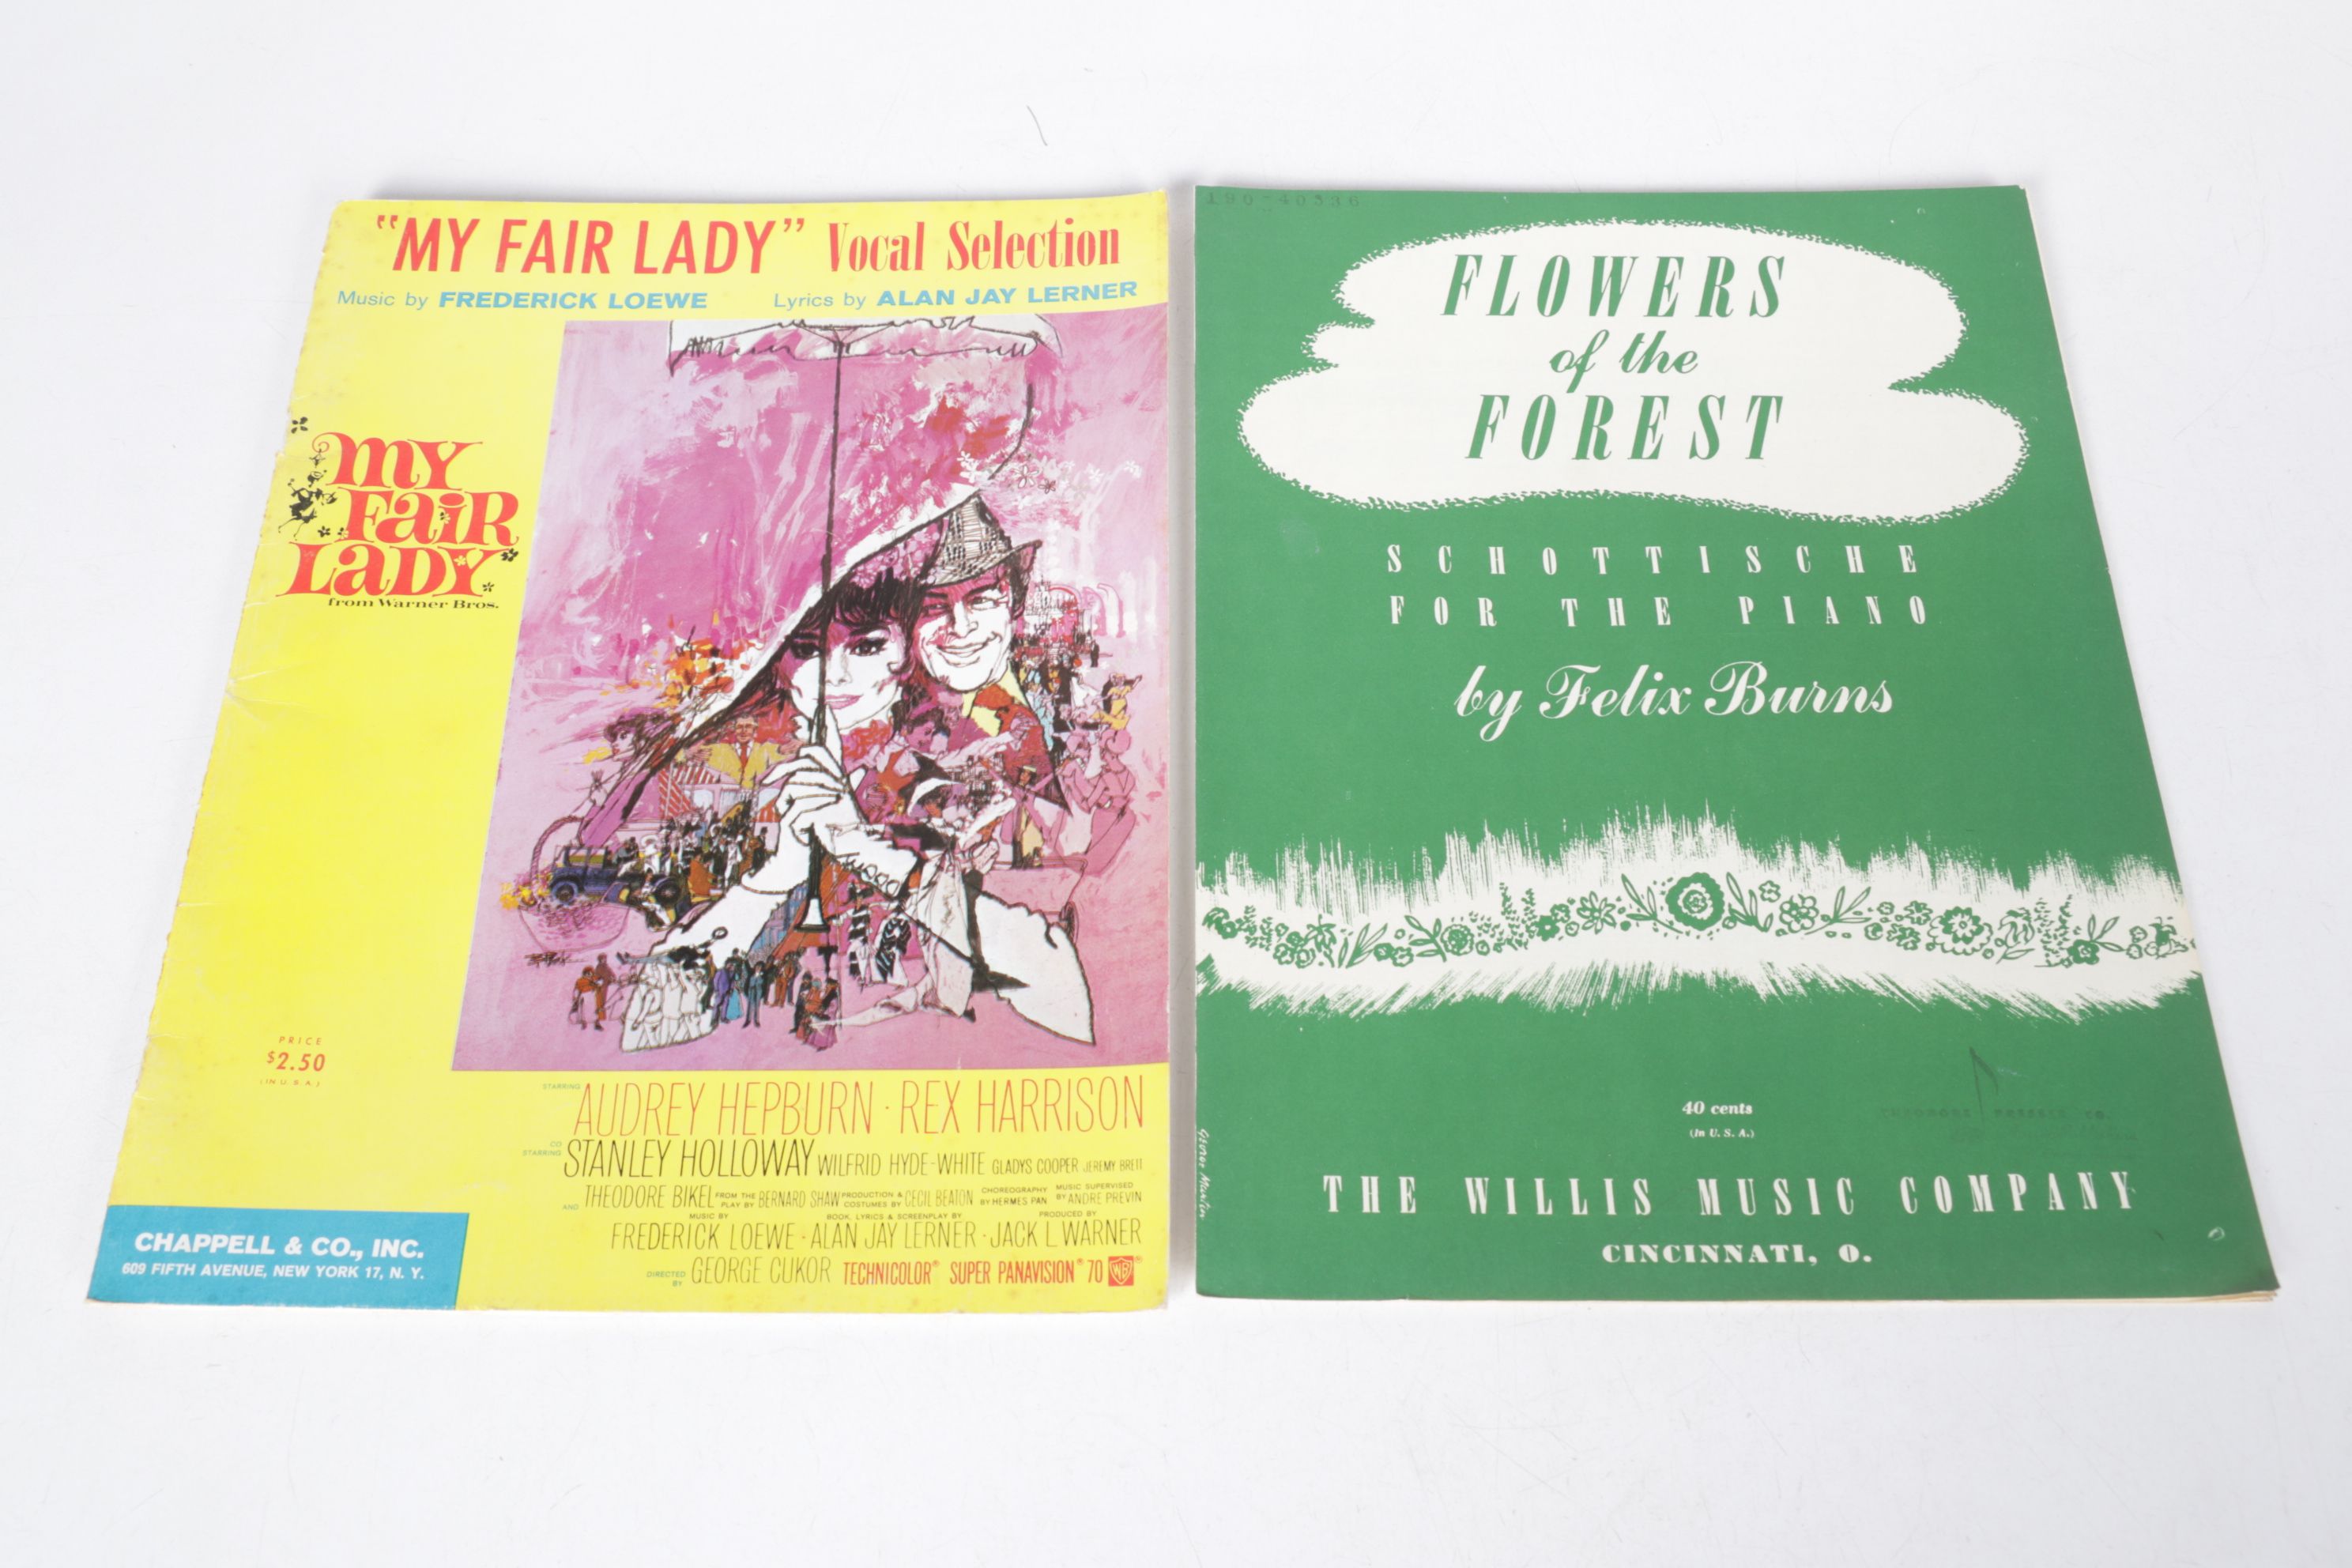 "MY FAIR LADY" Vocal Selection
Music by FREDERICK LOEWE Lyrics by ALAN JAY LERNER
my
FaiR
LaDY
from Warner Bros.
PRICE
$2.50
(IN U.S.A.)
STARRING AUDREY HEPBURN · REX HARRISON
CO STARRING STANLEY HOLLOWAY WILFRID HYDE-WHITE GLADYS COOPER JEREMY BRETT
AND THEODORE BIKEL FROM THE PLAY BY BERNARD SHAW PRODUCTION & COSTUMES BY CECIL BEATON CHOREOGRAPHY BY HERMES PAN MUSIC SUPERVISED BY ANDRE PREVIN
MUSIC BY BOOK, LYRICS & SCREENPLAY BY PRODUCED BY
FREDERICK LOEWE · ALAN JAY LERNER · JACK L. WARNER
DIRECTED BY GEORGE CUKOR TECHNICOLOR® SUPER PANAVISION® 70 WB
CHAPPELL & CO., INC.
609 FIFTH AVENUE, NEW YORK 17, N. Y.
196-40336
FLOWERS
of the
FOREST
SCHOTTISCHE
FOR THE PIANO
by Felix Burns
40 cents
(In U. S. A.)
THEODORE PRESSER CO.
THE WILLIS MUSIC COMPANY
CINCINNATI, O.